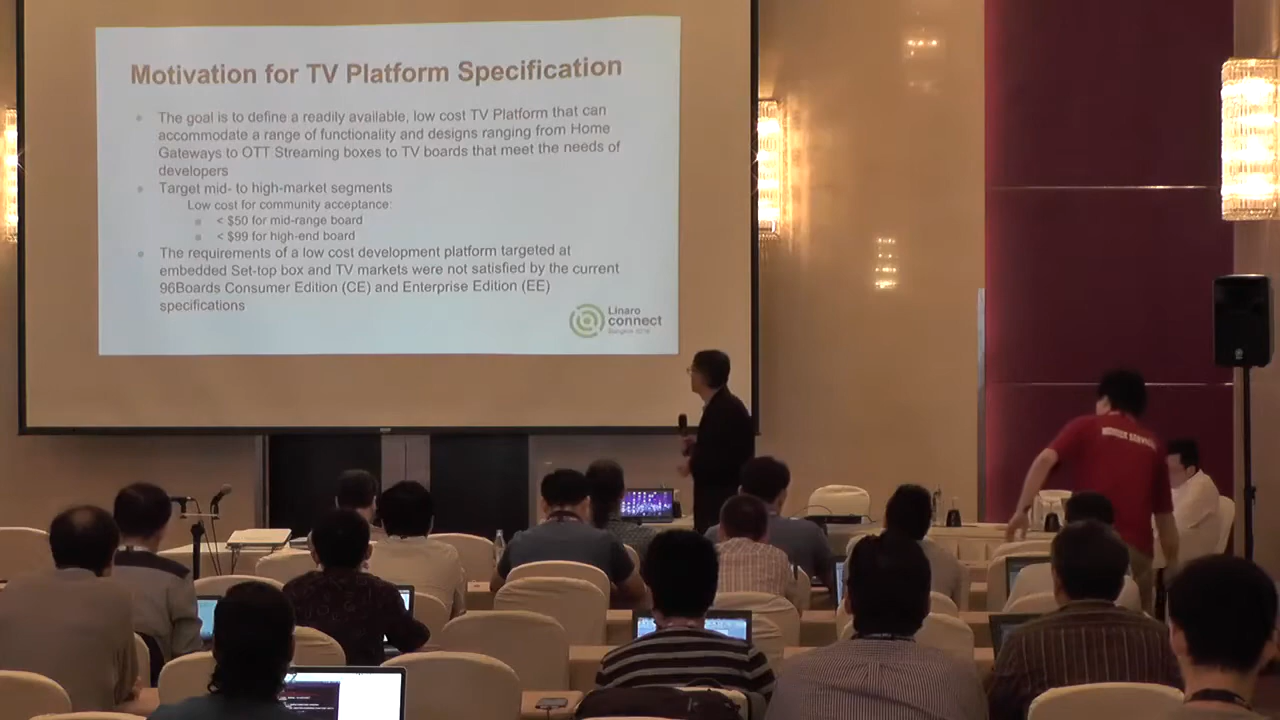 Motivation for TV Platform Specification
The goal is to define a readily available, low cost TV Platform that can
accommodate a range of functionality and designs ranging from Home
Gateways to OTT Streaming boxes to TV boards that meet the needs of
developers
Target mid- to high-market segments
Low cost for community acceptance:
< $50 for mid-range board
< $99 for high-end board
The requirements of a low cost development platform targeted at
embedded Set-top box and TV markets were not satisfied by the current
96Boards Consumer Edition (CE) and Enterprise Edition (EE)
specifications
Linaro
connect